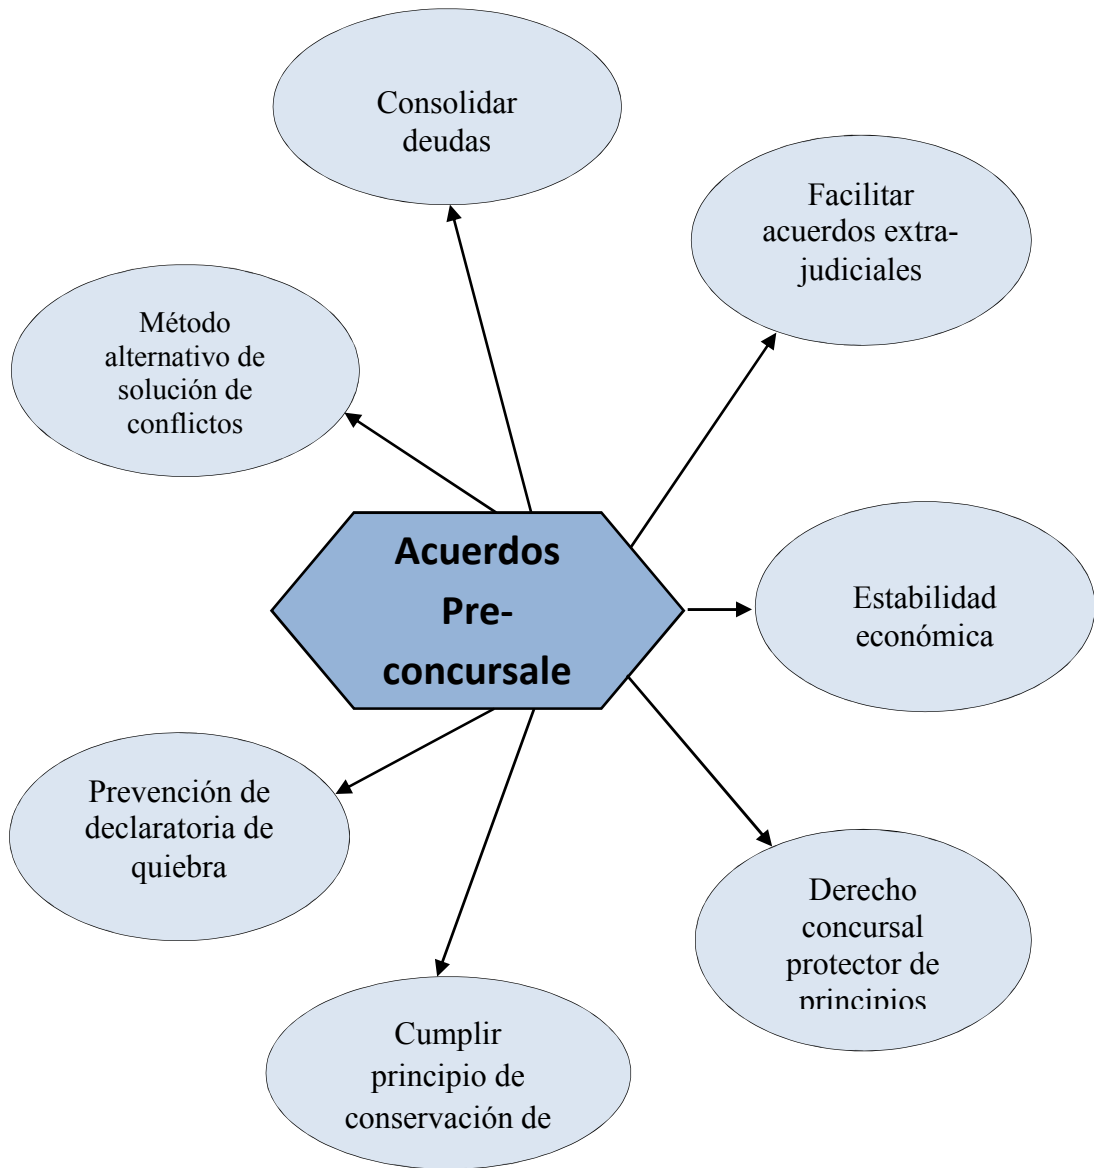 Consolidar
deudas
Facilitar
acuerdos extra-
judiciales
Método
alternativo de
solución de
conflictos
Acuerdos
Pre-
concursale
Estabilidad
económica
Prevención de
declaratoria de
quiebra
Derecho
concursal
protector de
principios
Cumplir
principio de
conservación de